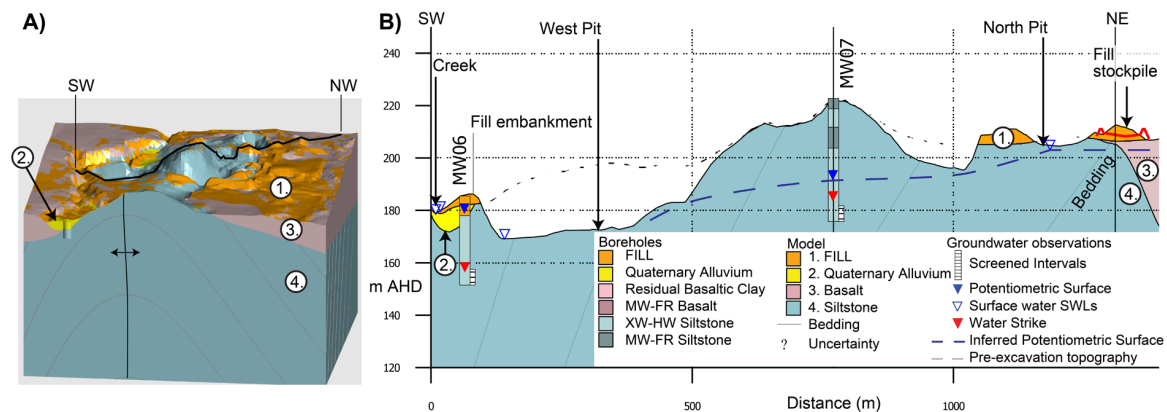 A)
SW
NW
2.
1.
3.
4.
B)
SW
West Pit
North Pit
NE
240
220
200
180
m AHD
160
140
120
Creek
MW06
Fill embankment
MW07
Fill
stockpile
1.
2.
3.
4.
Bedding
Boreholes
FILL
Quaternary Alluvium
Residual Basaltic Clay
MW-FR Basalt
XW-HW Siltstone
MW-FR Siltstone
Model
1. FILL
2. Quaternary Alluvium
3. Basalt
4. Siltstone
Bedding
? Uncertainty
Groundwater observations
Screened Intervals
Potentiometric Surface
Surface water SWLs
Water Strike
Inferred Potentiometric Surface
Pre-excavation topography
0
500
Distance (m)
1000